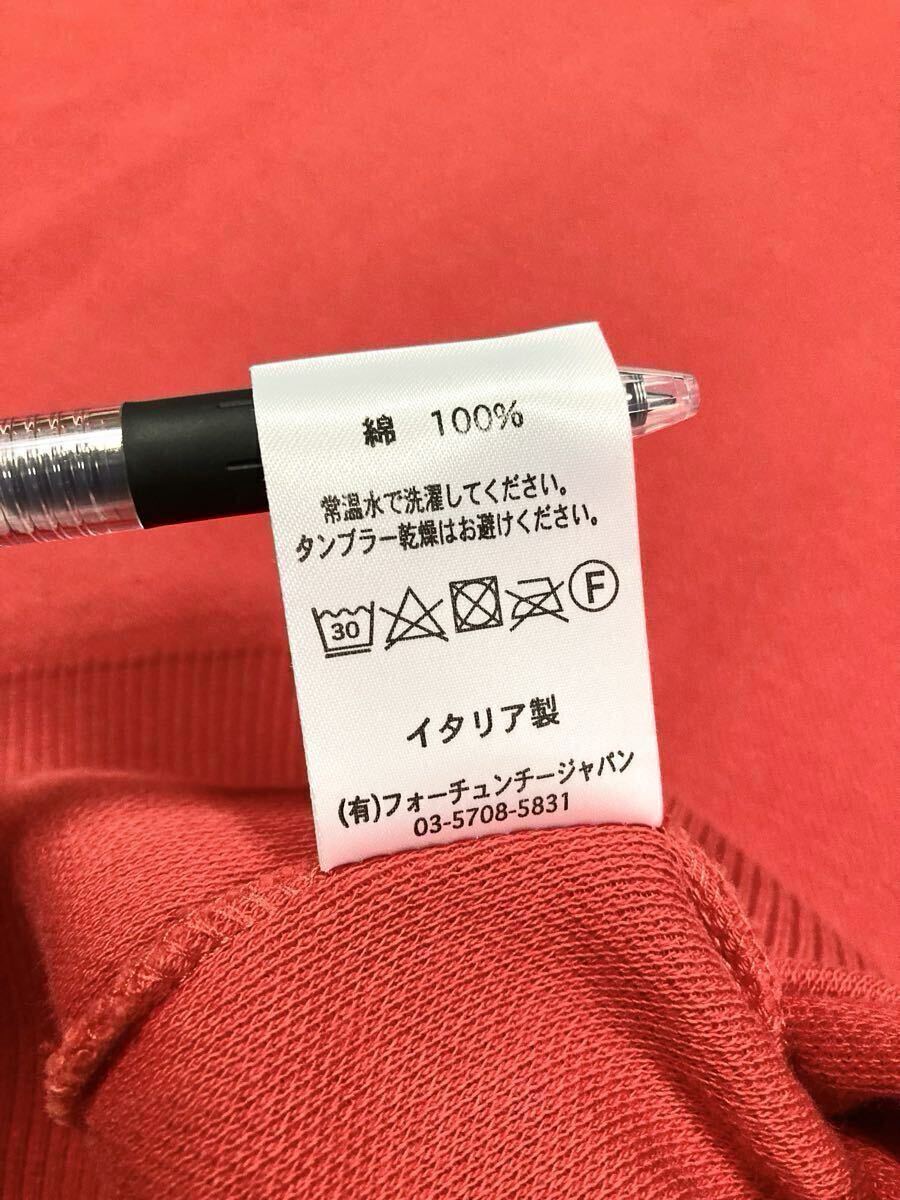 綿 100%
常温水で洗濯してください。
タンブラー乾燥はお避けください。
30
F
イタリア製
(有)フォーチュンチージャパン
03-5708-5831